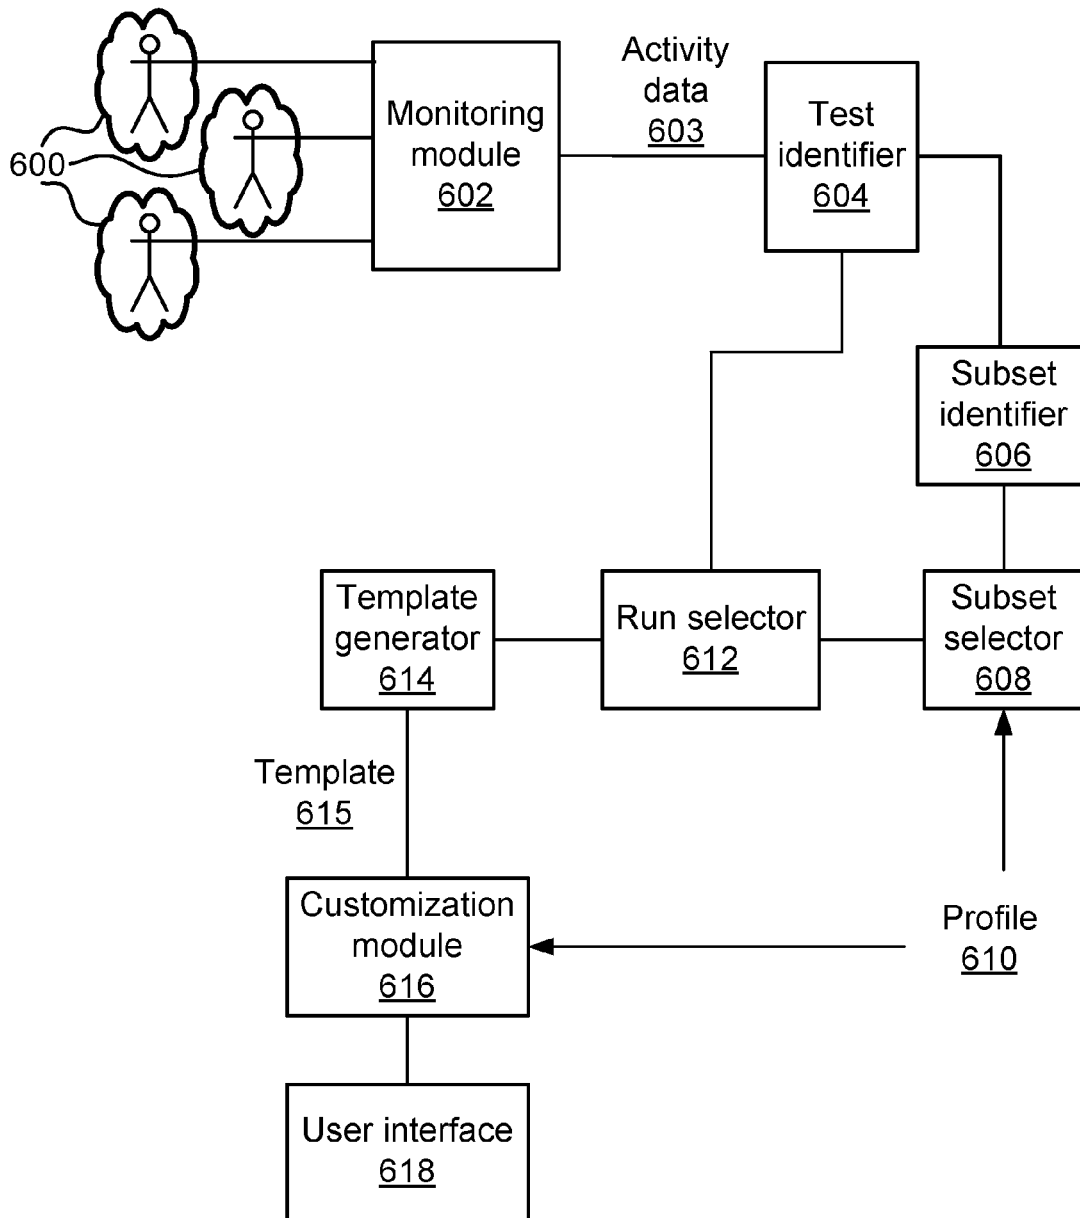 600
Monitoring
module
602
Activity
data
603
Test
identifier
604
Subset
identifier
606
Template
generator
614
Run selector
612
Subset
selector
608
Template
615
Customization
module
616
Profile
610
User interface
618